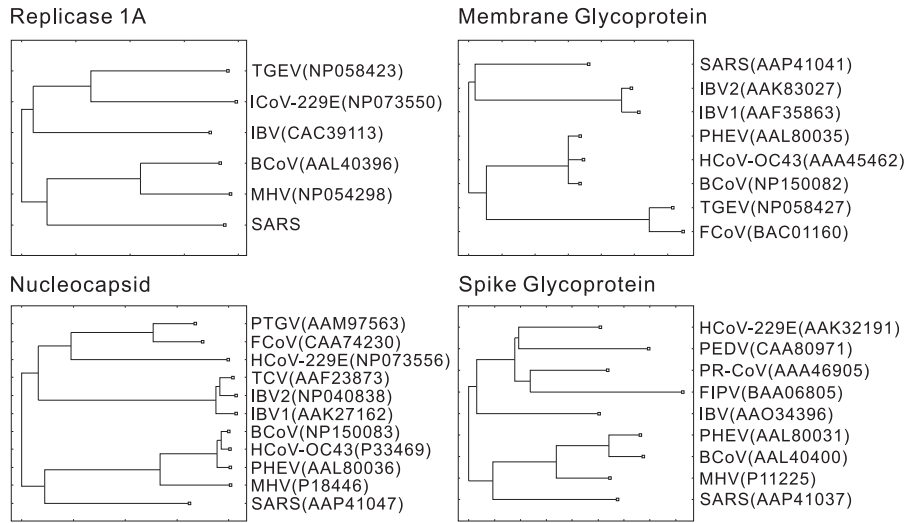 Replicase 1A
TGEV(NP058423)
ICoV-229E(NP073550)
IBV(CAC39113)
BCoV(AAL40396)
MHV(NP054298)
SARS
Membrane Glycoprotein
SARS(AAP41041)
IBV2(AAK83027)
IBV1(AAF35863)
PHEV(AAL80035)
HCoV-OC43(AAA45462)
BCoV(NP150082)
TGEV(NP058427)
FCoV(BAC01160)
Nucleocapsid
PTGV(AAM97563)
FCoV(CAA74230)
HCoV-229E(NP073556)
TCV(AAF23873)
IBV2(NP040838)
IBV1(AAK27162)
BCoV(NP150083)
HCoV-OC43(P33469)
PHEV(AAL80036)
MHV(P18446)
SARS(AAP41047)
Spike Glycoprotein
HCoV-229E(AAK32191)
PEDV(CAA80971)
PR-CoV(AAA46905)
FIPV(BAA06805)
IBV(AAO34396)
PHEV(AAL80031)
BCoV(AAL40400)
MHV(P11225)
SARS(AAP41037)